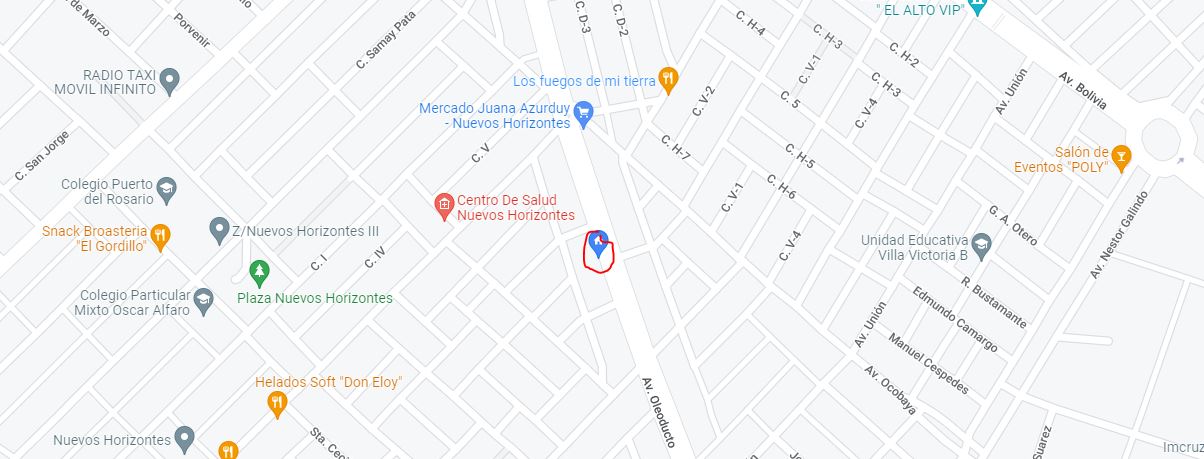 de Marzo
Porvenir
C. Samay Pata
C. D-3
C. D-2
C. H-4
C. H-3
C. H-2
" EL ALTO VIP"
Av. Bolivia
RADIO TAXI
MOVIL INFINITO
Los fuegos de mi tierra
C. V-1
C. H-3
Av. Unión
Mercado Juana Azurduy
- Nuevos Horizontes
C. V-2
C. 5
C. V-4
C. San Jorge
C. V
C. H-7
C. H-5
Salón de
Eventos "POLY"
Colegio Puerto
del Rosario
Centro De Salud
Nuevos Horizontes
C. V-1
C. H-6
Snack Broasteria
"El Gordillo"
Z/Nuevos Horizontes III
C. I
C. IV
C. V-4
G. A. Otero
Unidad Educativa
Villa Victoria B
Av. Nestor Galindo
Plaza Nuevos Horizontes
Colegio Particular
Mixto Oscar Alfaro
R. Bustamante
Edmundo Camargo
Av. Unión
Manuel Cespedes
Helados Soft "Don Eloy"
Av. Ocobaya
Av. Oleoducto
Nuevos Horizontes
Sta. Ce
Suarez
Imcruz